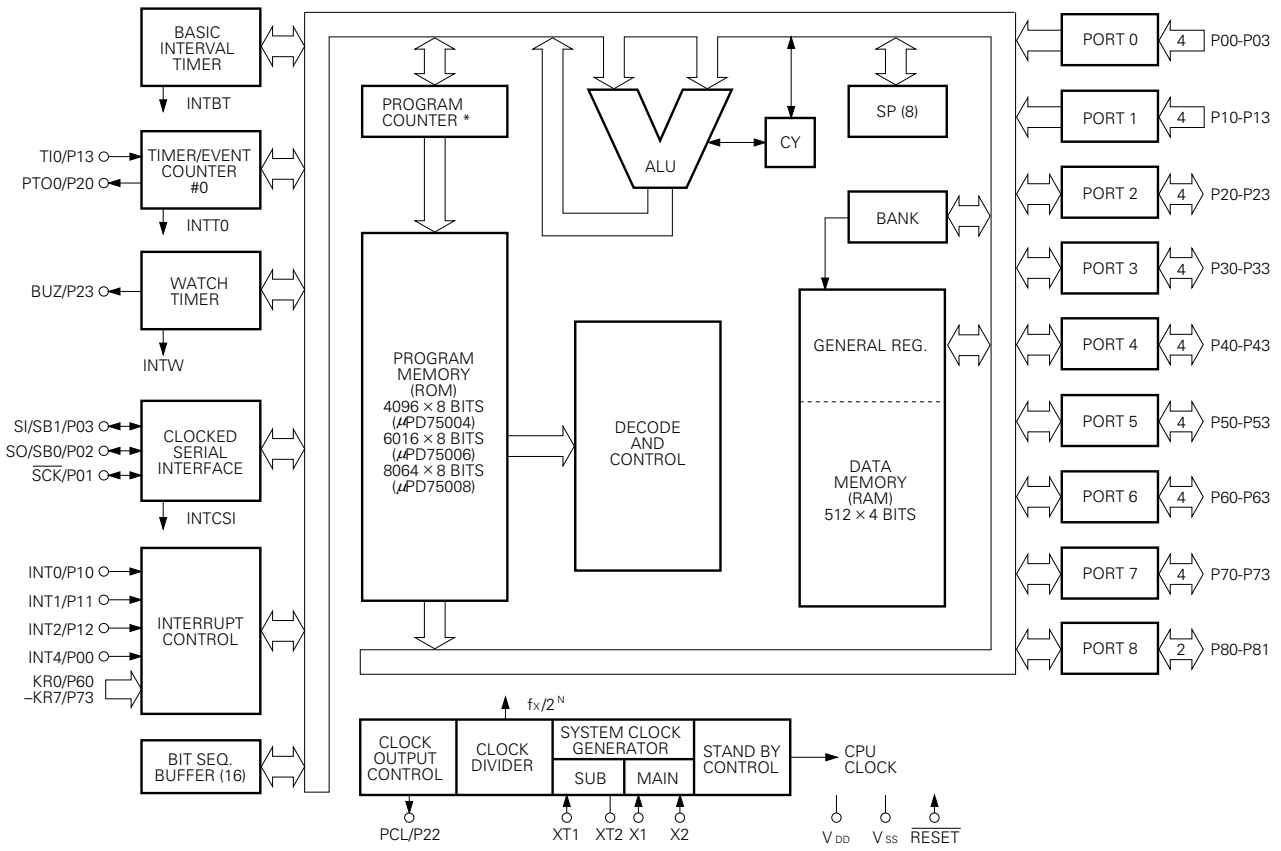 BASIC
INTERVAL
TIMER
INTBT
TI0/P13
PTO0/P20
TIMER/EVENT
COUNTER
#0
INTT0
BUZ/P23
WATCH
TIMER
INTW
SI/SB1/P03
SO/SB0/P02
SCK/P01
CLOCKED
SERIAL
INTERFACE
INTCSI
INT0/P10
INT1/P11
INT2/P12
INT4/P00
KR0/P60
–KR7/P73
INTERRUPT
CONTROL
BIT SEQ.
BUFFER (16)
PROGRAM
COUNTER *
ALU
CY
SP (8)
BANK
PROGRAM
MEMORY
(ROM)
4096 × 8 BITS
(µPD75004)
6016 × 8 BITS
(µPD75006)
8064 × 8 BITS
(µPD75008)
DECODE
AND
CONTROL
GENERAL REG.
DATA
MEMORY
(RAM)
512 × 4 BITS
PORT 0 4 P00-P03
PORT 1 4 P10-P13
PORT 2 4 P20-P23
PORT 3 4 P30-P33
PORT 4 4 P40-P43
PORT 5 4 P50-P53
PORT 6 4 P60-P63
PORT 7 4 P70-P73
PORT 8 2 P80-P81
fx/2 N
CLOCK
OUTPUT
CONTROL
CLOCK
DIVIDER
SYSTEM CLOCK
GENERATOR
SUB MAIN
STAND BY
CONTROL
CPU
CLOCK
PCL/P22 XT1 XT2 X1 X2 VDD VSS RESET